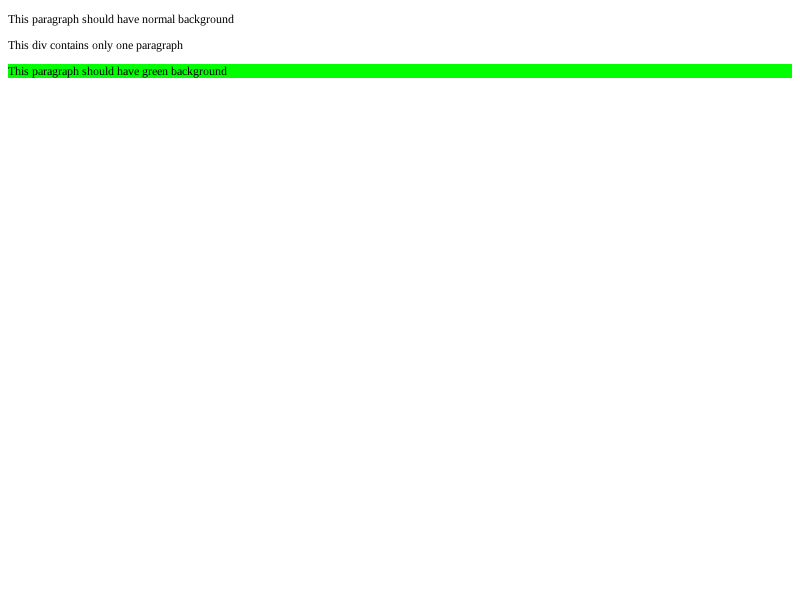 This paragraph should have normal background
This div contains only one paragraph
This paragraph should have green background